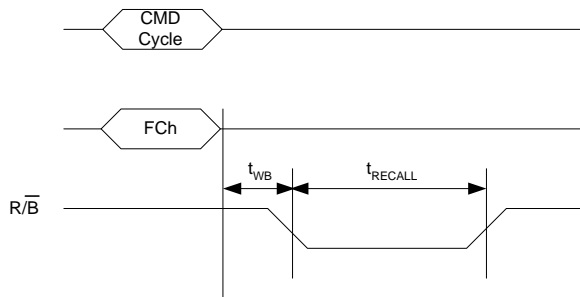 CMD
Cycle
FCh
tWB
tRECALL
R/B̅